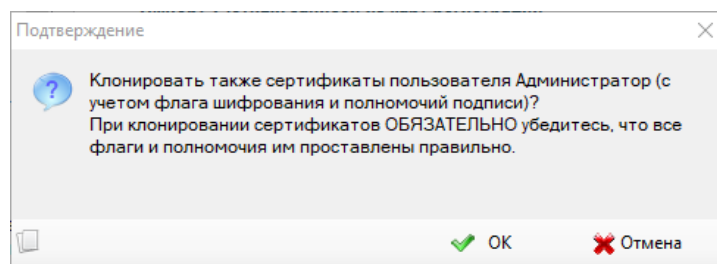 Подтверждение
Клонировать также сертификаты пользователя Администратор (с
учетом флага шифрования и полномочий подписи)?
При клонировании сертификатов ОБЯЗАТЕЛЬНО убедитесь, что все
флаги и полномочия им проставлены правильно.
OK
Отмена